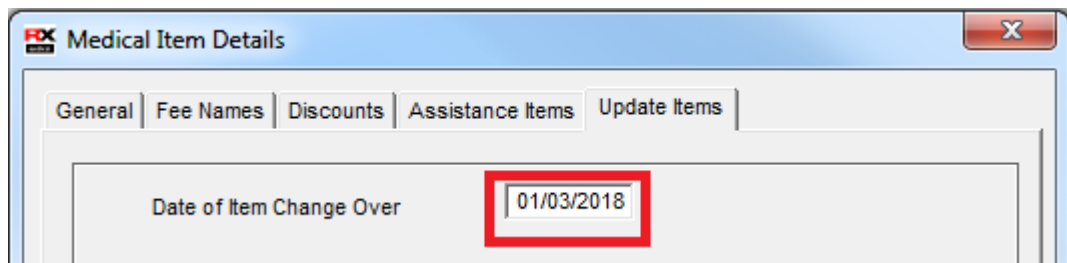 RX Medical Item Details
General Fee Names Discounts Assistance Items Update Items
Date of Item Change Over 01/03/2018